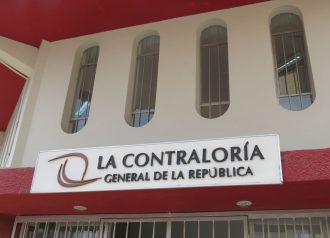 LA CONTRALORÍA
GENERAL DE LA REPÚBLICA